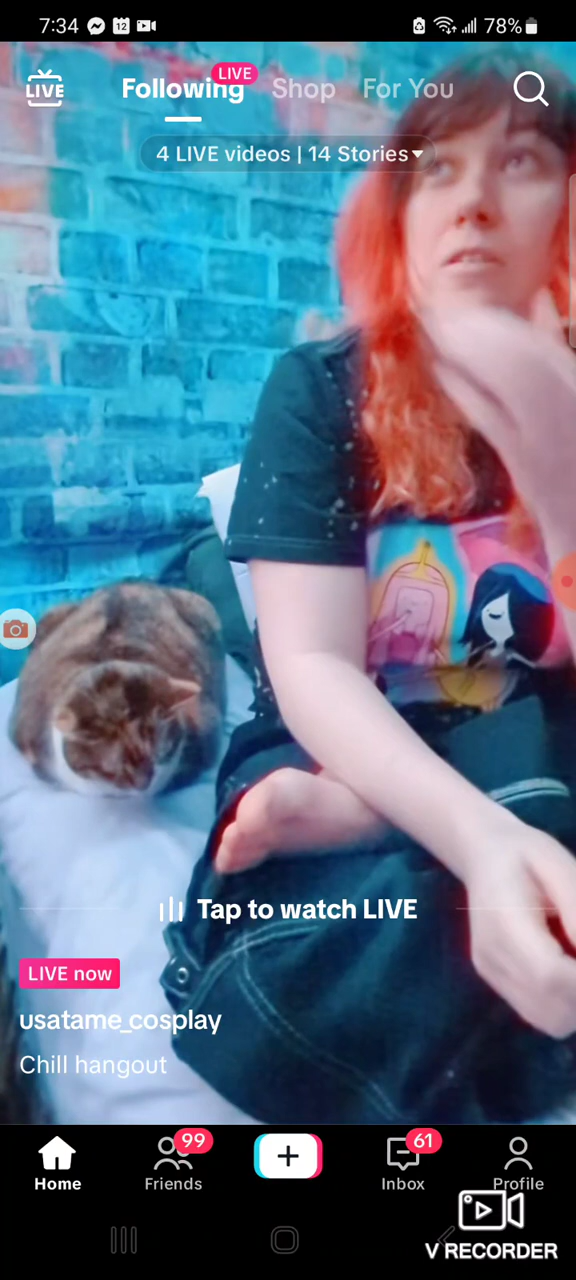 7:34 12 78%
LIVE Following LIVE Shop For You
4 LIVE videos | 14 Stories
Tap to watch LIVE
LIVE now
usatame_cosplay
Chill hangout
99 61
Home Friends Inbox Profile
V RECORDER